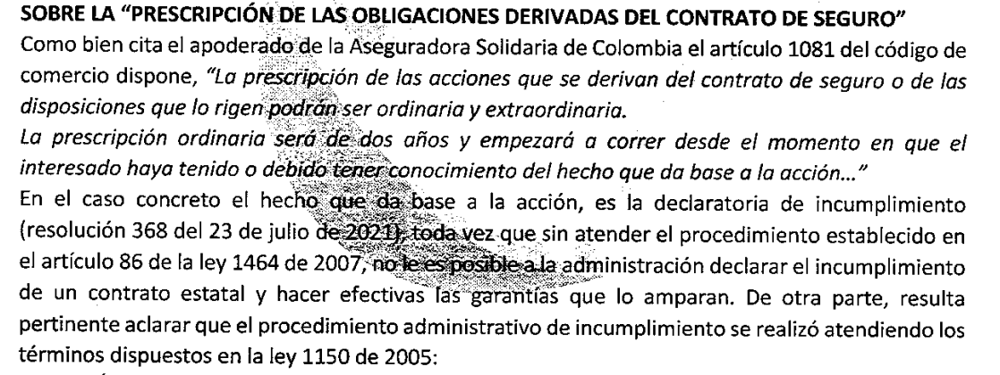 SOBRE LA “PRESCRIPCIÓN DE LAS OBLIGACIONES DERIVADAS DEL CONTRATO DE SEGURO”
Como bien cita el apoderado de la Aseguradora Solidaria de Colombia el artículo 1081 del código de
comercio dispone, “La prescripción de las acciones que se derivan del contrato de seguro o de las
disposiciones que lo rigen podrán ser ordinaria y extraordinaria.
La prescripción ordinaria será de dos años y empezará a correr desde el momento en que el
interesado haya tenido o debido tener conocimiento del hecho que da base a la acción...”
En el caso concreto el hecho que da base a la acción, es la declaratoria de incumplimiento
(resolución 368 del 23 de julio de 2021), toda vez que sin atender el procedimiento establecido en
el artículo 86 de la ley 1464 de 2007, no le es posible a la administración declarar el incumplimiento
de un contrato estatal y hacer efectivas las garantías que lo amparan. De otra parte, resulta
pertinente aclarar que el procedimiento administrativo de incumplimiento se realizó atendiendo los
términos dispuestos en la ley 1150 de 2005: